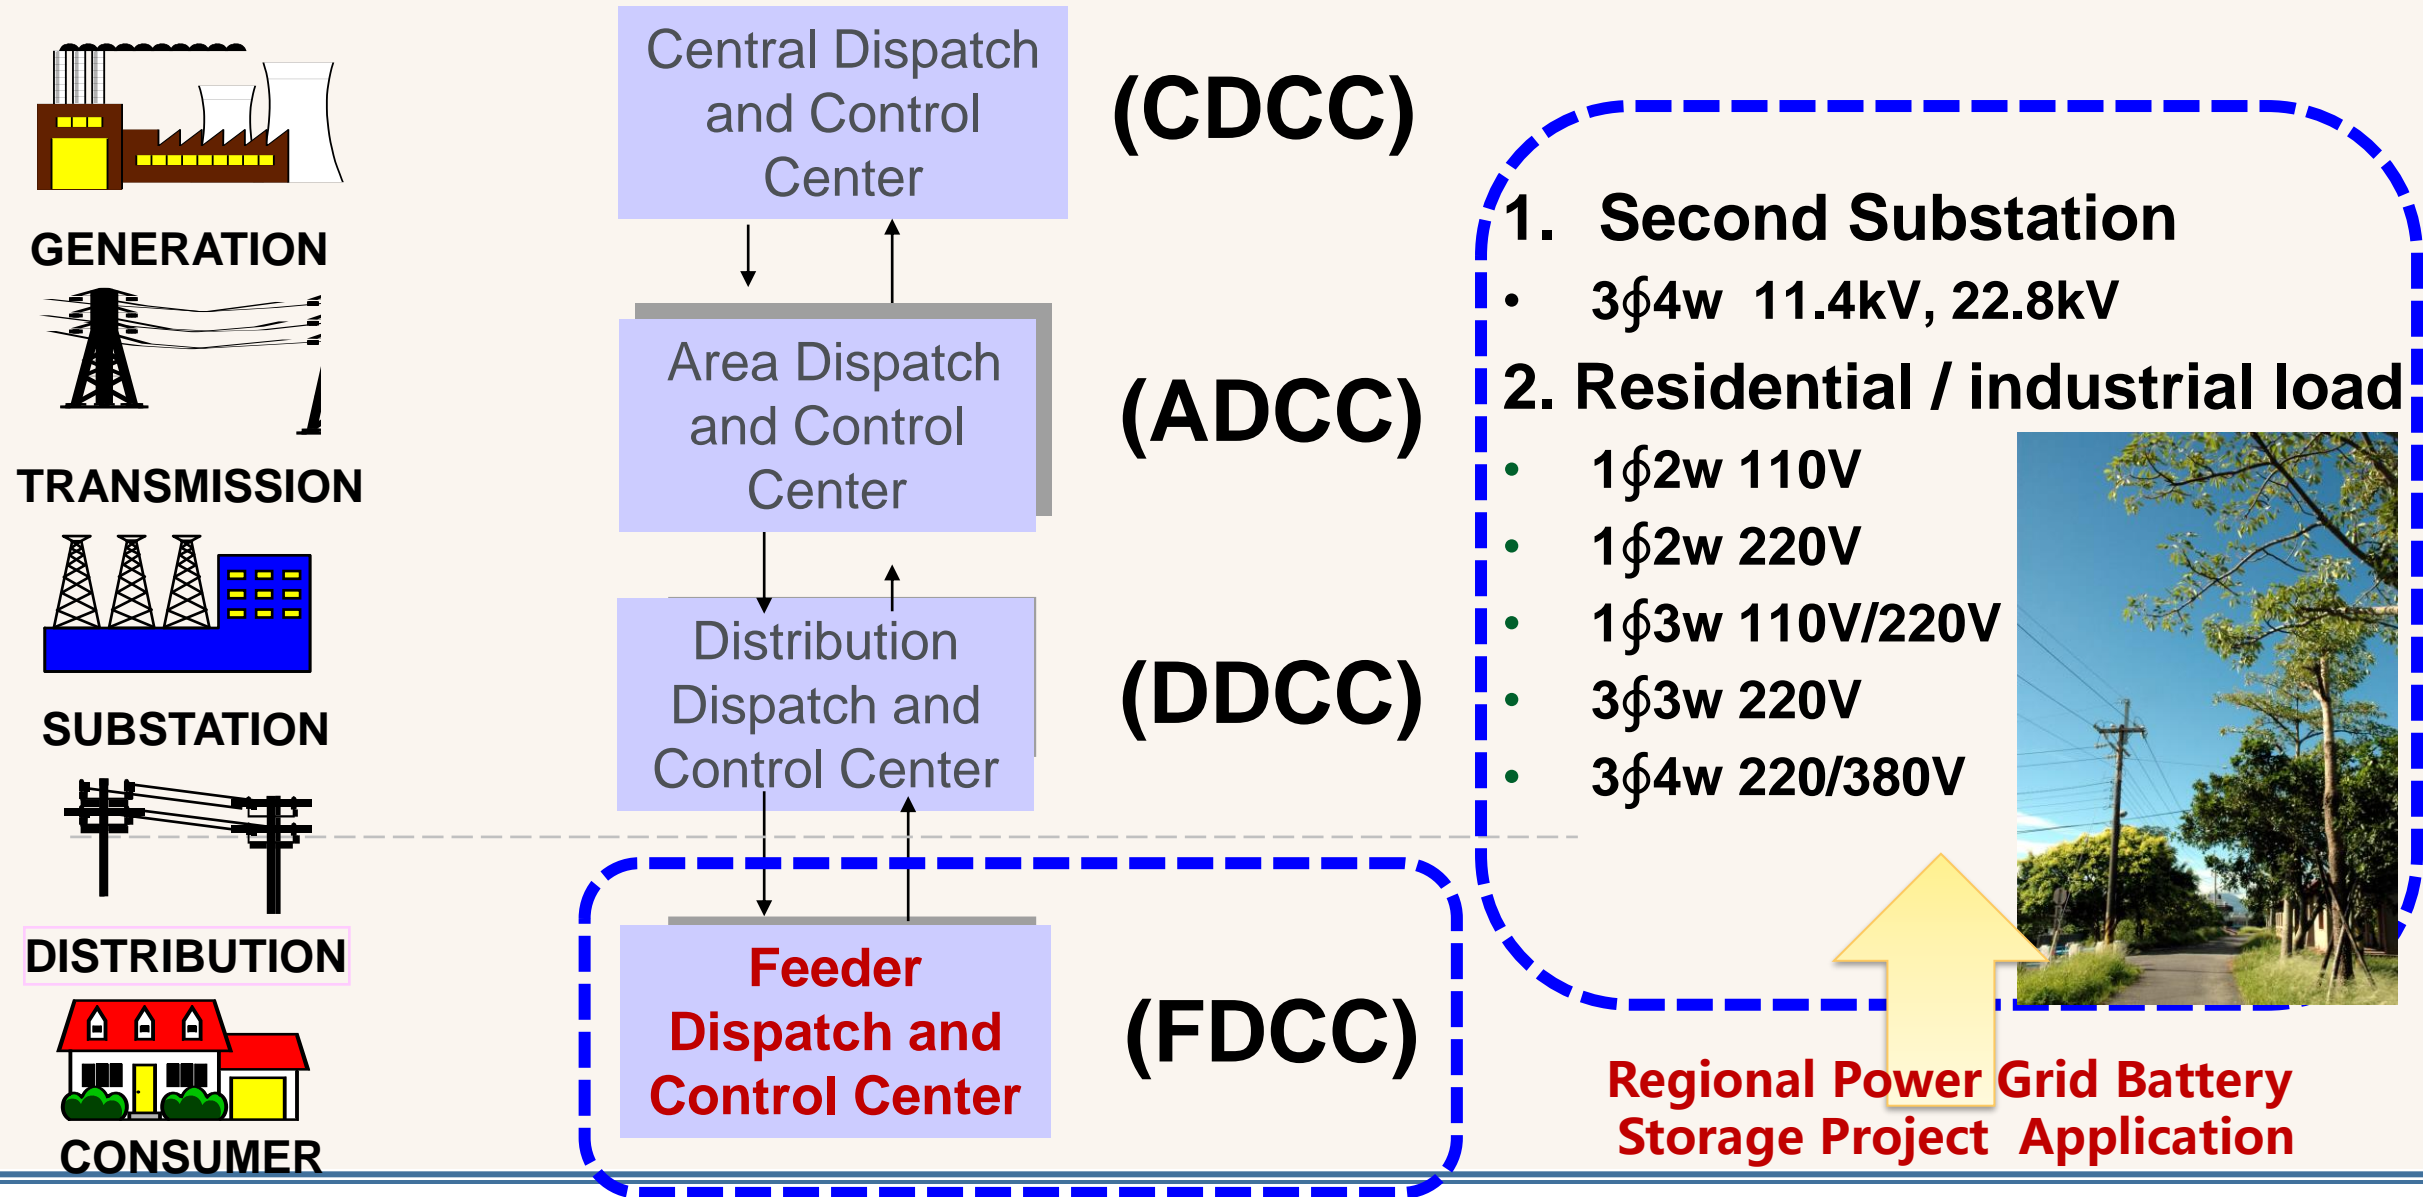 GENERATION
TRANSMISSION
SUBSTATION
DISTRIBUTION
CONSUMER
Central Dispatch
and Control
Center
(CDCC)
Area Dispatch
and Control
Center
(ADCC)
Distribution
Dispatch and
Control Center
(DDCC)
Feeder
Dispatch and
Control Center
(FDCC)
1. Second Substation
• 3∮4w 11.4kV, 22.8kV
2. Residential / industrial load
• 1∮2w 110V
• 1∮2w 220V
• 1∮3w 110V/220V
• 3∮3w 220V
• 3∮4w 220/380V
Regional Power Grid Battery
Storage Project Application